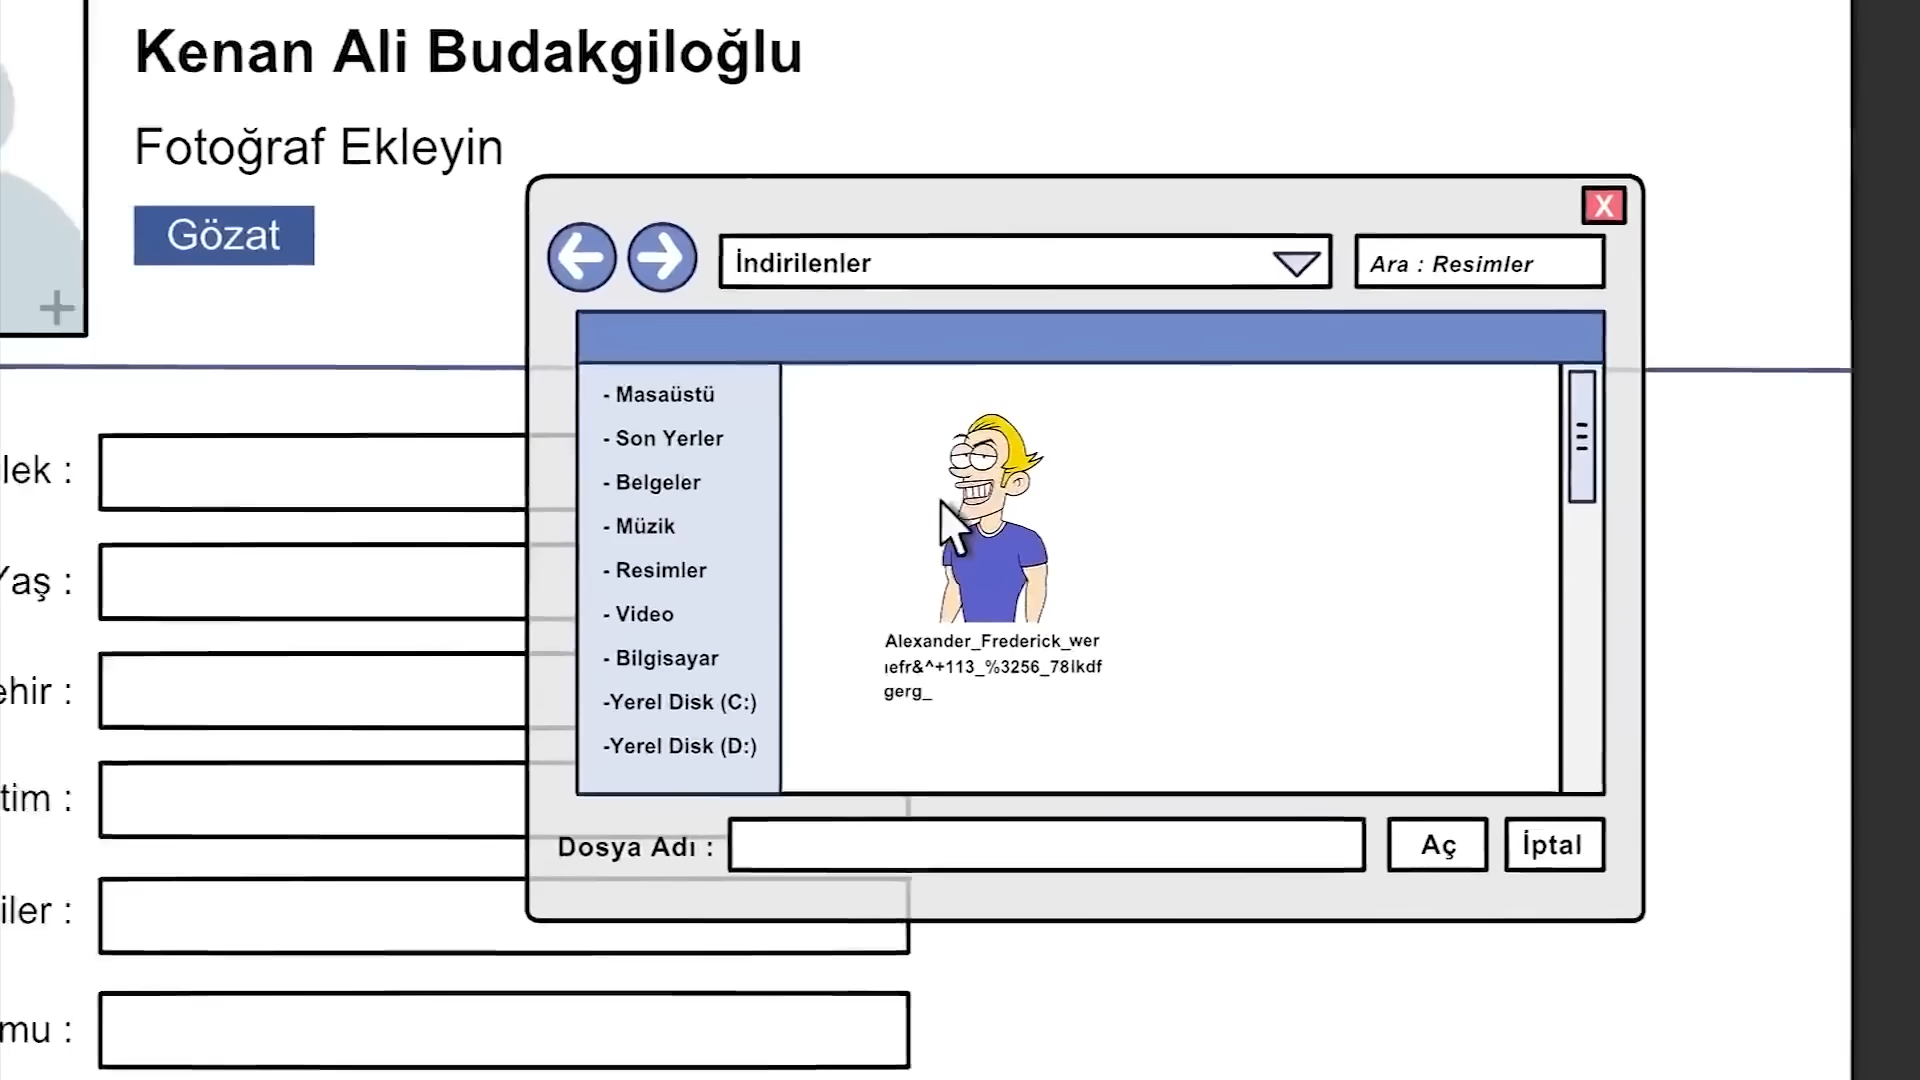 Kenan Ali Budakgiloğlu
Fotoğraf Ekleyin
Gözat
X
İndirilenler
Ara : Resimler
- Masaüstü
- Son Yerler
- Belgeler
- Müzik
- Resimler
- Video
- Bilgisayar
-Yerel Disk (C:)
-Yerel Disk (D:)
Alexander_Frederick_wer
ıefr&^+113_%3256_78lkdf
gerg_
Dosya Adı :
Aç
İptal
lek :
Yaş :
ehir :
tim :
iler :
mu :